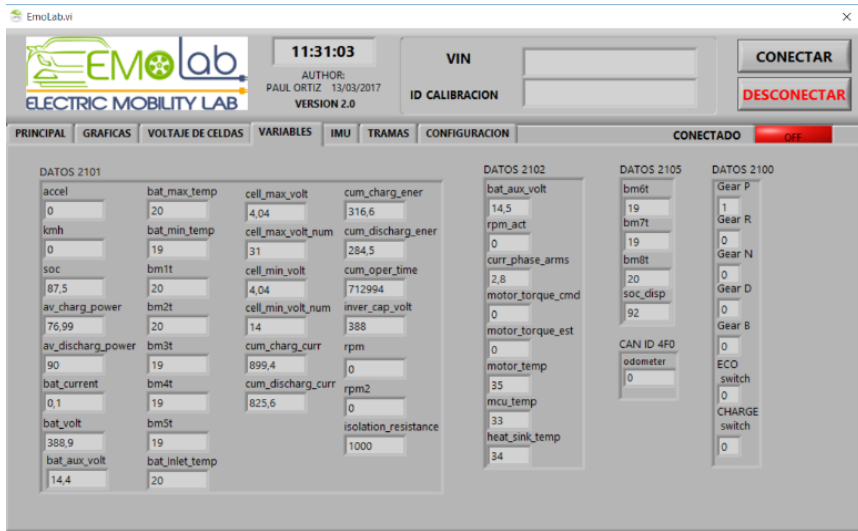 EmoLab.vi
EMOLab
ELECTRIC MOBILITY LAB
11:31:03
AUTHOR:
PAUL ORTIZ 13/03/2017
VERSION 2.0
VIN
ID CALIBRACION
CONECTAR
DESCONECTAR
PRINCIPAL GRAFICAS VOLTAJE DE CELDAS VARIABLES IMU TRAMAS CONFIGURACION
CONECTADO OFF
DATOS 2101
accel
0
kmh
0
soc
87,5
av_charg_power
76,99
av_discharg_power
90
bat_current
0,1
bat_volt
388,9
bat_aux_volt
14,4
bat_max_temp
20
bat_min_temp
19
bm1t
20
bm2t
20
bm3t
19
bm4t
19
bm5t
19
bat_Inlet_temp
20
cell_max_volt
4,04
cell_max_volt_num
31
cell_min_volt
4,04
cell_min_volt_num
14
cum_charg_curr
899,4
cum_discharg_curr
825,6
cum_charg_ener
316,6
cum_discharg_ener
284,5
cum_oper_time
712994
inver_cap_volt
388
rpm
0
rpm2
0
isolation_resistance
1000
DATOS 2102
bat_aux_volt
14,5
rpm_act
0
curr_phase_arms
2,8
motor_torque_cmd
0
motor_torque_est
0
motor_temp
35
mcu_temp
33
heat_sink_temp
34
DATOS 2105
bm6t
19
bm7t
19
bm8t
20
soc_disp
92
CAN ID 4F0
odometer
0
DATOS 2100
Gear P
1
Gear R
0
Gear N
0
Gear D
0
Gear B
0
ECO
switch
0
CHARGE
switch
0